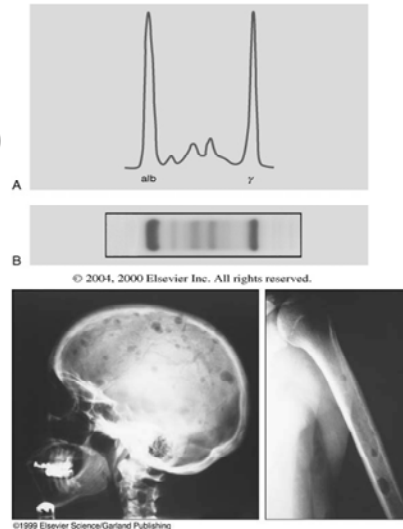 A
alb γ
B
© 2004, 2000 Elsevier Inc. All rights reserved.
©1999 Elsevier Science/Garland Publishing